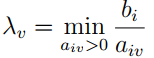 λ_v = min_{a_{iv}>0} b_i / a_{iv}